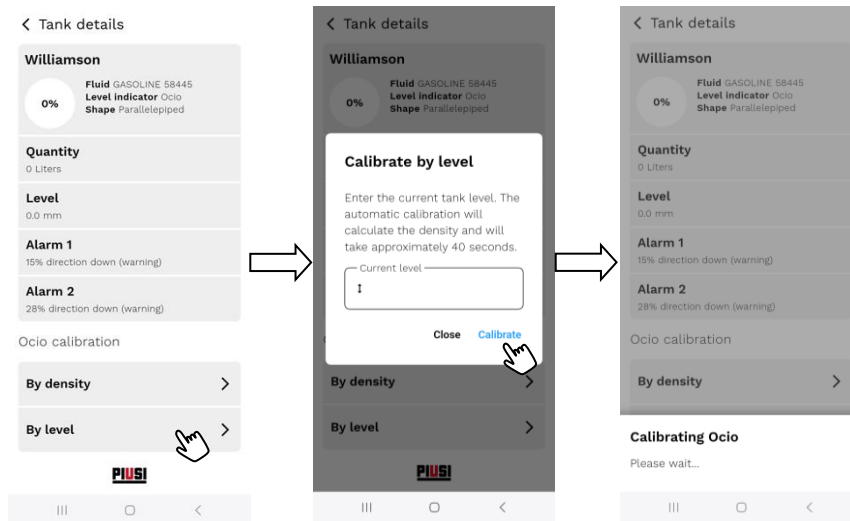 Tank details
Williamson
0%
Fluid GASOLINE 58445
Level indicator Ocio
Shape Parallelepiped
Quantity
0 Liters
Level
0.0 mm
Alarm 1
15% direction down (warning)
Alarm 2
28% direction down (warning)
Ocio calibration
By density
By level
PIUSI
Tank details
Williamson
0%
Fluid GASOLINE 58445
Level indicator Ocio
Shape Parallelepiped
Calibrate by level
Enter the current tank level. The
automatic calibration will
calculate the density and will
take approximately 40 seconds.
Current level
Close Calibrate
By density
By level
PIUSI
Tank details
Williamson
0%
Fluid GASOLINE 58445
Level indicator Ocio
Shape Parallelepiped
Quantity
0 Liters
Level
0.0 mm
Alarm 1
15% direction down (warning)
Alarm 2
28% direction down (warning)
Ocio calibration
By density
Calibrating Ocio
Please wait...